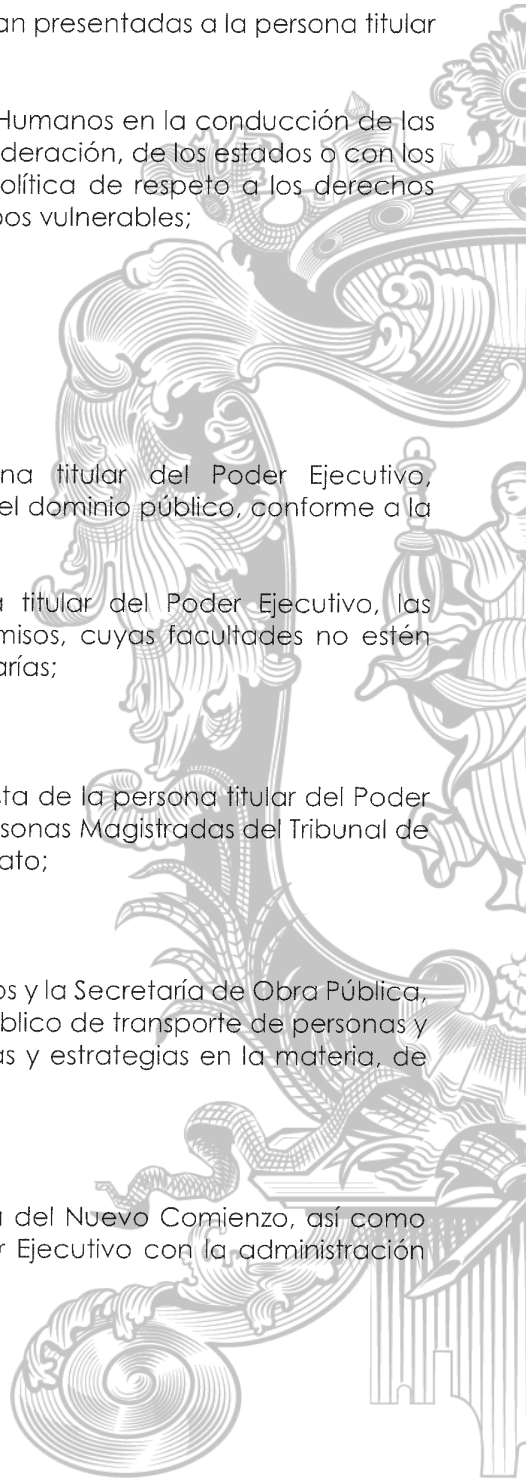 an presentadas a la persona titular
Humanos en la conducción de las
deración, de los estados o con los
olítica de respeto a los derechos
pos vulnerables;
na titular del Poder Ejecutivo,
el dominio público, conforme a la
a titular del Poder Ejecutivo, las
misos, cuyas facultades no estén
arías;
sta de la persona titular del Poder
rsonas Magistradas del Tribunal de
ato;
os y la Secretaría de Obra Pública,
úblico de transporte de personas y
as y estrategias en la materia, de
a del Nuevo Comienzo, así como
r Ejecutivo con la administración